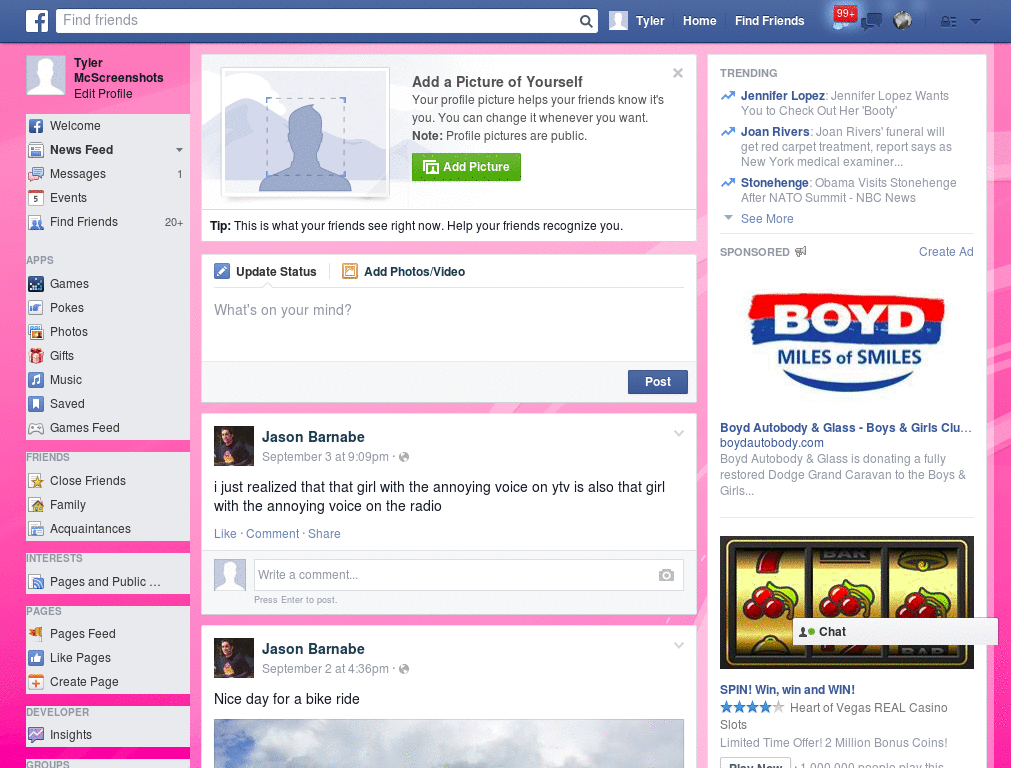 Find friends
Tyler
Home
Find Friends
99+
Tyler
McScreenshots
Edit Profile
Welcome
News Feed
Messages 1
Events
5
Find Friends 20+
APPS
Games
Pokes
Photos
Gifts
Music
Saved
Games Feed
FRIENDS
Close Friends
Family
Acquaintances
INTERESTS
Pages and Public ...
PAGES
Pages Feed
Like Pages
Create Page
DEVELOPER
Insights
GROUPS
Add a Picture of Yourself
Your profile picture helps your friends know it's
you. You can change it whenever you want.
Note: Profile pictures are public.
Add Picture
Tip: This is what your friends see right now. Help your friends recognize you.
Update Status
Add Photos/Video
What's on your mind?
Post
Jason Barnabe
September 3 at 9:09pm ·
i just realized that that girl with the annoying voice on ytv is also that girl
with the annoying voice on the radio
Like · Comment · Share
Write a comment...
Press Enter to post.
Jason Barnabe
September 2 at 4:36pm ·
Nice day for a bike ride
TRENDING
Jennifer Lopez: Jennifer Lopez Wants
You to Check Out Her 'Booty'
Joan Rivers: Joan Rivers' funeral will
get red carpet treatment, report says as
New York medical examiner...
Stonehenge: Obama Visits Stonehenge
After NATO Summit - NBC News
See More
SPONSORED
Create Ad
BOYD
MILES of SMILES
Boyd Autobody & Glass - Boys & Girls Clu...
boydautobody.com
Boyd Autobody & Glass is donating a fully
restored Dodge Grand Caravan to the Boys &
Girls...
BAR
Chat
BAR
SPIN! Win, win and WIN!
Heart of Vegas REAL Casino
Slots
Limited Time Offer! 2 Million Bonus Coins!
Play Now · 1,000,000 people play this